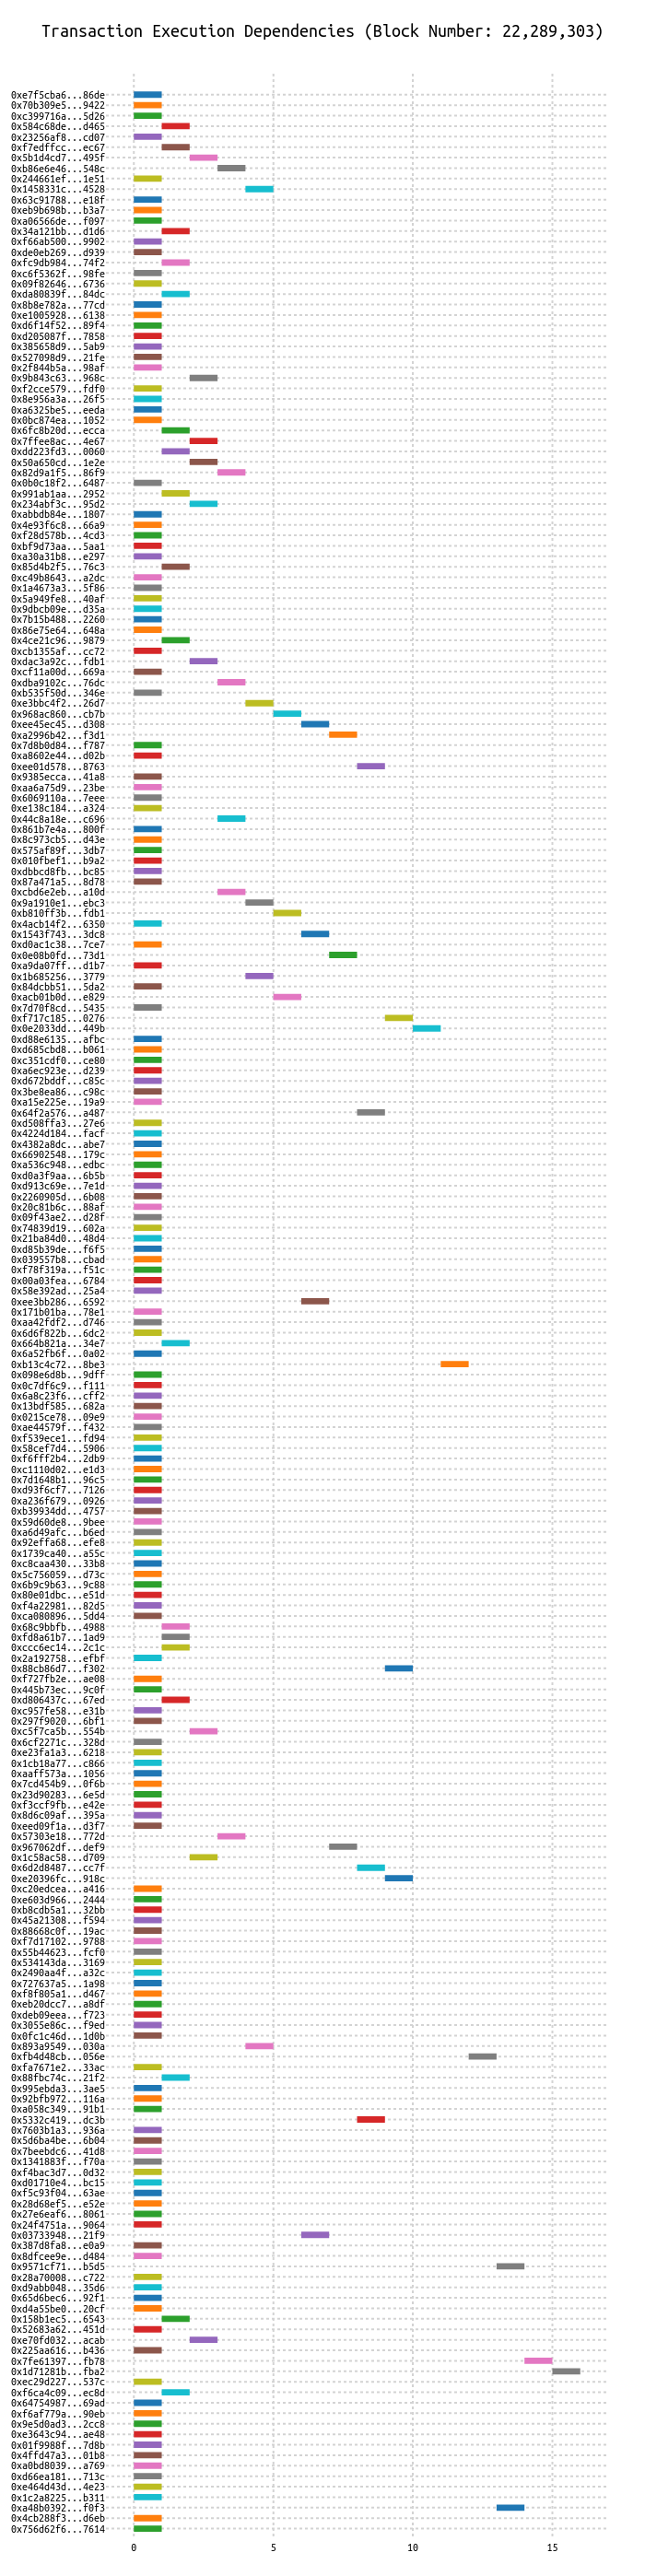 Transaction Execution Dependencies (Block Number: 22,289,303)
0xe7f5cba6...86de
0x70b309e5...9422
0xc399716a...5d26
0x584c68de...d465
0x23256af8...cd07
0xf7edffcc...ec67
0x5b1d4cd7...495f
0xb86e6e46...548c
0x244661ef...1e51
0x1458331c...4528
0x63c91788...e18f
0xeb9b698b...b3a7
0xa06566de...f097
0x34a121bb...d1d6
0xf66ab500...9902
0xde0eb269...d939
0xfc9db984...74f2
0xc6f5362f...98fe
0x09f82646...6736
0xda80839f...84dc
0x8b8e782a...77cd
0xe1005928...6138
0xd6f14f52...89f4
0xd205087f...7858
0x385658d9...5ab9
0x527098d9...21fe
0x2f844b5a...98af
0x9b843c63...968c
0xf2cce579...fdf0
0x8e956a3a...26f5
0xa6325be5...eeda
0x0bc874ea...1052
0x6fc8b20d...ecca
0x7ffee8ac...4e67
0xdd223fd3...0060
0x50a650cd...1e2e
0x82d9a1f5...86f9
0x0b0c18f2...6487
0x991ab1aa...2952
0x234abf3c...95d2
0xabbdb84e...1807
0x4e93f6c8...66a9
0xf28d578b...4cd3
0xbf9d73aa...5aa1
0xa30a31b8...e297
0x85d4b2f5...76c3
0xc49b8643...a2dc
0x1a4673a3...5f86
0x5a949fe8...40af
0x9dbcb09e...d35a
0x7b15b488...2260
0x86e75e64...648a
0x4ce21c96...9879
0xcb1355af...cc72
0xdac3a92c...fdb1
0xcf11a00d...669a
0xdba9102c...76dc
0xb535f50d...346e
0xe3bbc4f2...26d7
0x968ac860...cb7b
0xee45ec45...d308
0xa2996b42...f3d1
0x7d8b0d84...f787
0xa8602e44...d02b
0xee01d578...8763
0x9385ecca...41a8
0xaa6a75d9...23be
0x6069110a...7eee
0xe138c184...a324
0x44c8a18e...c696
0x861b7e4a...800f
0x8c973cb5...d43e
0x575af89f...3db7
0x010fbef1...b9a2
0xdbbcd8fb...bc85
0x87a471a5...8d78
0xcbd6e2eb...a10d
0x9a1910e1...ebc3
0xb810ff3b...fdb1
0x4acb14f2...6350
0x1543f743...3dc8
0xd0ac1c38...7ce7
0x0e08b0fd...73d1
0xa9da07ff...d1b7
0x1b685256...3779
0x84dcbb51...5da2
0xacb01b0d...e829
0x7d70f8cd...5435
0xf717c185...0276
0x0e2033dd...449b
0xd88e6135...afbc
0xd685cbd8...b061
0xc351cdf0...ce80
0xa6ec923e...d239
0xd672bddf...c85c
0x3be8ea86...c98c
0xa15e225e...19a9
0x64f2a576...a487
0xd508ffa3...27e6
0x4224d184...facf
0x4382a8dc...abe7
0x66902548...179c
0xa536c948...edbc
0xd0a3f9aa...6b5b
0xd913c69e...7e1d
0x2260905d...6b08
0x20c81b6c...88af
0x09f43ae2...d28f
0x74839d19...602a
0x21ba84d0...48d4
0xd85b39de...f6f5
0x039557b8...cbad
0xf78f319a...f51c
0x00a03fea...6784
0x58e392ad...25a4
0xee3bb286...6592
0x171b01ba...78e1
0xaa42fdf2...d746
0x6d6f822b...6dc2
0x664b821a...34e7
0x6a52fb6f...0a02
0xb13c4c72...8be3
0x098e6d8b...9dff
0x0c7df6c9...f111
0x6a8c23f6...cff2
0x13bdf585...682a
0x0215ce78...09e9
0xae44579f...f432
0xf539ece1...fd94
0x58cef7d4...5906
0xf6fff2b4...2db9
0xc1110d02...e1d3
0x7d1648b1...96c5
0xd93f6cf7...7126
0xa236f679...0926
0xb39934dd...4757
0x59d60de8...9bee
0xa6d49afc...b6ed
0x92effa68...efe8
0x1739ca40...a55c
0xc8caa430...33b8
0x5c756059...d73c
0x6b9c9b63...9c88
0x80e01dbc...e51d
0xf4a22981...82d5
0xca080896...5dd4
0x68c9bbfb...4988
0xfd8a61b7...1ad9
0xccc6ec14...2c1c
0x2a192758...efbf
0x88cb86d7...f302
0xf727fb2e...ae08
0x445b73ec...9c0f
0xd806437c...67ed
0xc957fe58...e31b
0x297f9020...6bf1
0xc5f7ca5b...554b
0x6cf2271c...328d
0xe23fa1a3...6218
0x1cb18a77...c866
0xaaff573a...1056
0x7cd454b9...0f6b
0x23d90283...6e5d
0xf3ccf9fb...e42e
0x8d6c09af...395a
0xeed09f1a...d3f7
0x57303e18...772d
0x967062df...def9
0x1c58ac58...d709
0x6d2d8487...cc7f
0xe20396fc...918c
0xc20edcea...a416
0xe603d966...2444
0xb8cdb5a1...32bb
0x45a21308...f594
0x88668c0f...19ac
0xf7d17102...9788
0x55b44623...fcf0
0x534143da...3169
0x2490aa4f...a32c
0x727637a5...1a98
0xf8f805a1...d467
0xeb20dcc7...a8df
0xdeb09eea...f723
0x3055e86c...f9ed
0x0fc1c46d...1d0b
0x893a9549...030a
0xfb4d48cb...056e
0xfa7671e2...33ac
0x88fbc74c...21f2
0x995ebda3...3ae5
0x92bfb972...116a
0xa058c349...91b1
0x5332c419...dc3b
0x7603b1a3...936a
0x5d6ba4be...6b04
0x7beebdc6...41d8
0x1341883f...f70a
0xf4bac3d7...0d32
0xd01710e4...bc15
0xf5c93f04...63ae
0x28d68ef5...e52e
0x27e6eaf6...8061
0x24f4751a...9064
0x03733948...21f9
0x387d8fa8...e0a9
0x8dfcee9e...d484
0x9571cf71...b5d5
0x28a70008...c722
0xd9abb048...35d6
0x65d6bec6...92f1
0xd4a55be0...20cf
0x158b1ec5...6543
0x52683a62...451d
0xe70fd032...acab
0x225aa616...b436
0x7fe61397...fb78
0x1d71281b...fba2
0xec29d227...537c
0xf6ca4c09...ec8d
0x64754987...69ad
0xf6af779a...90eb
0x9e5d0ad3...2cc8
0xe3643c94...ae48
0x01f9988f...7d8b
0x4ffd47a3...01b8
0xa0bd8039...a769
0xd66ea181...713c
0xe464d43d...4e23
0x1c2a8225...b311
0xa48b0392...f0f3
0x4cb288f3...d6eb
0x756d62f6...7614
0 5 10 15